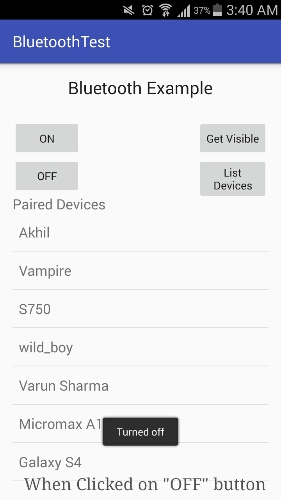 37% 3:40 AM
BluetoothTest
Bluetooth Example
ON
Get Visible
OFF
List
Devices
Paired Devices
Akhil
Vampire
S750
wild_boy
Varun Sharma
Micromax
Turned off
Galaxy S4
When Clicked on "OFF" button